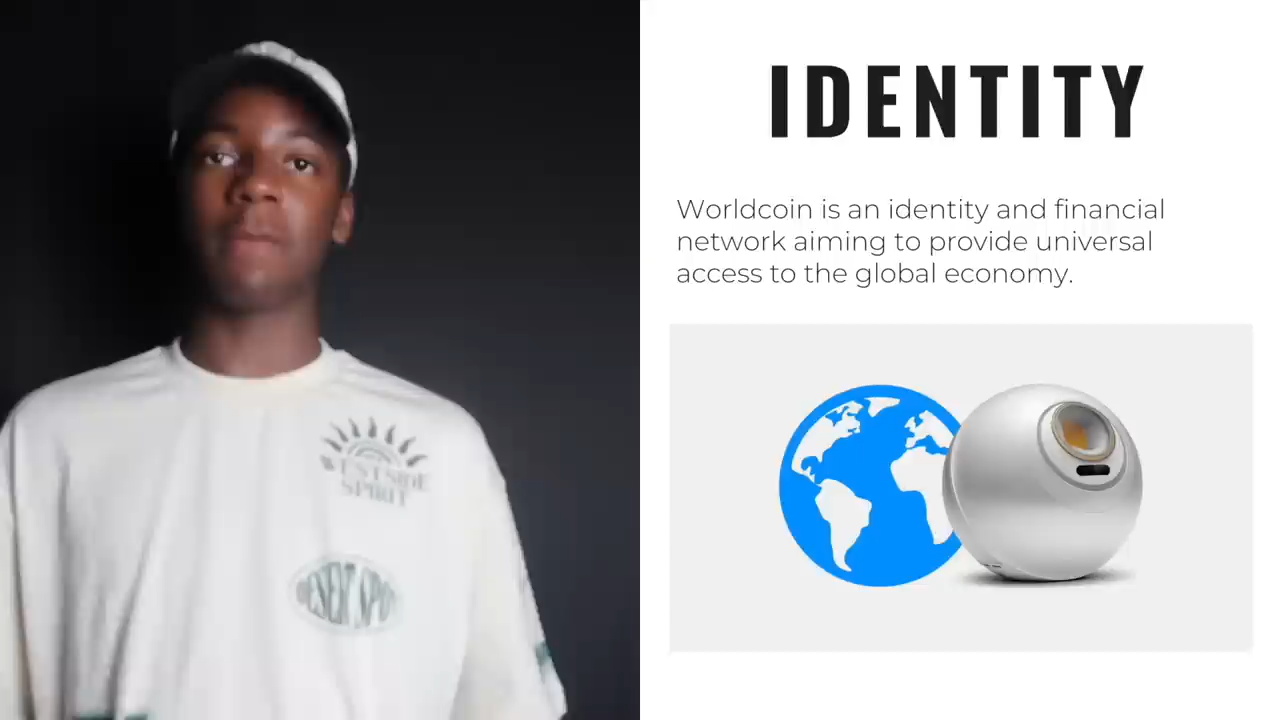 IDENTITY
Worldcoin is an identity and financial
network aiming to provide universal
access to the global economy.
WESTSIDE
SPIRIT